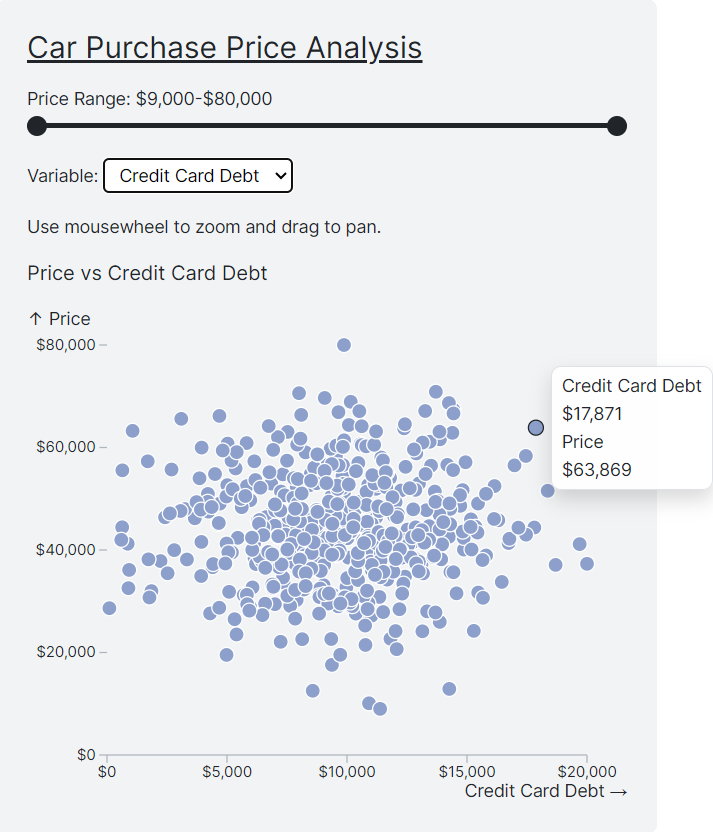 Car Purchase Price Analysis
Price Range: $9,000-$80,000
Variable: Credit Card Debt
Use mousewheel to zoom and drag to pan.
Price vs Credit Card Debt
↑ Price
$80,000
$60,000
$40,000
$20,000
$0
Credit Card Debt
$17,871
Price
$63,869
$0 $5,000 $10,000 $15,000 $20,000
Credit Card Debt →